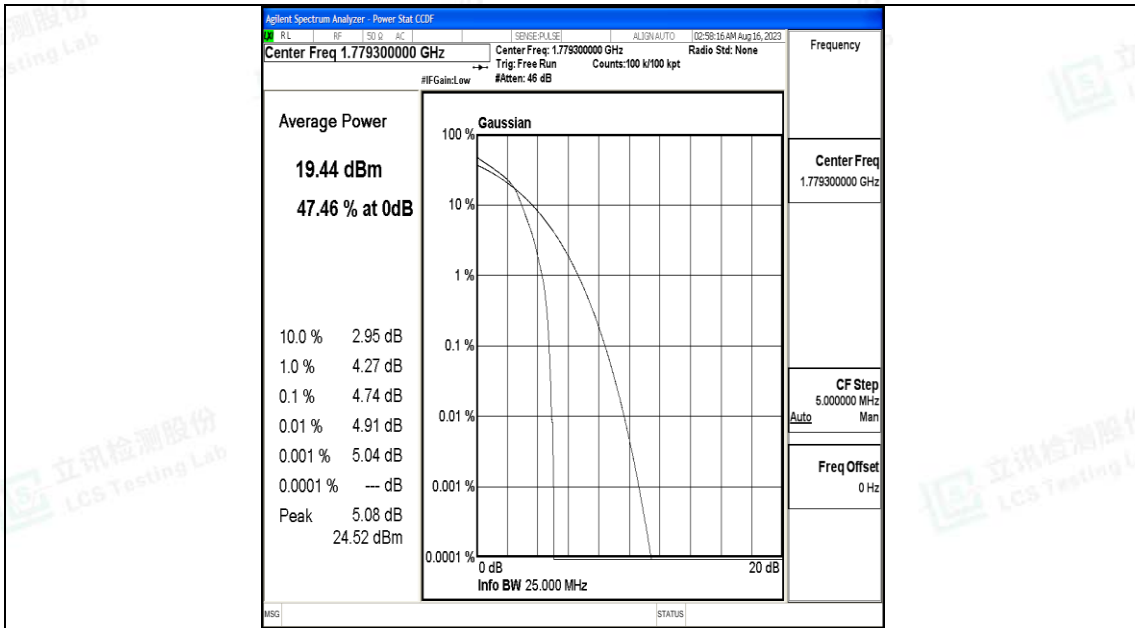 Agilent Spectrum Analyzer - Power Stat CCDF
RL RF 50 Ω AC SENSE:PULSE ALIGN AUTO 02:58:16 AM Aug 16, 2023
Center Freq 1.779300000 GHz
Center Freq: 1.779300000 GHz
Radio Std: None
Trig: Free Run Counts:100 k/100 kpt
#IFGain:Low #Atten: 46 dB
Frequency
Average Power
19.44 dBm
47.46 % at 0dB
10.0 % 2.95 dB
1.0 % 4.27 dB
0.1 % 4.74 dB
0.01 % 4.91 dB
0.001 % 5.04 dB
0.0001 % --- dB
Peak 5.08 dB
24.52 dBm
Gaussian
100 %
10 %
1 %
0.1 %
0.01 %
0.001 %
0.0001 %
0 dB 20 dB
Info BW 25.000 MHz
Center Freq
1.779300000 GHz
CF Step
5.000000 MHz
Auto Man
Freq Offset
0 Hz
MSG STATUS
立讯检测股份
LCS Testing Lab
立讯检测股份